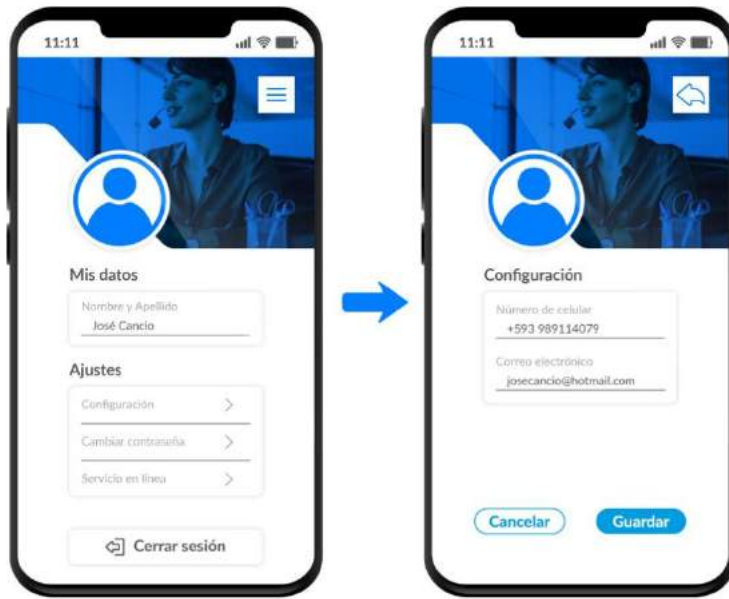 11:11
Mis datos
Nombre y Apellido
José Cancio
Ajustes
Configuración
Cambiar contraseña
Servicio en línea
Cerrar sesión
11:11
Configuración
Número de celular
+593 989114079
Correo electrónico
josecancio@hotmail.com
Cancelar
Guardar